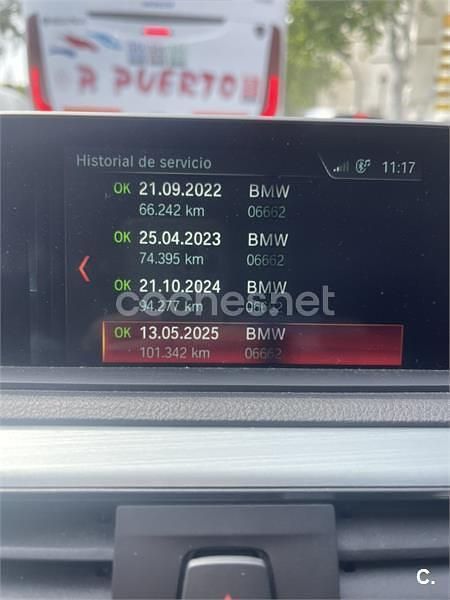 P PUERTO
Historial de servicio
11:17
OK 21.09.2022 BMW
66.242 km 06662
OK 25.04.2023 BMW
74.395 km 06662
OK 21.10.2024 BMW
94.277 km 06662
coches.net
OK 13.05.2025 BMW
101.342 km 06662
C.